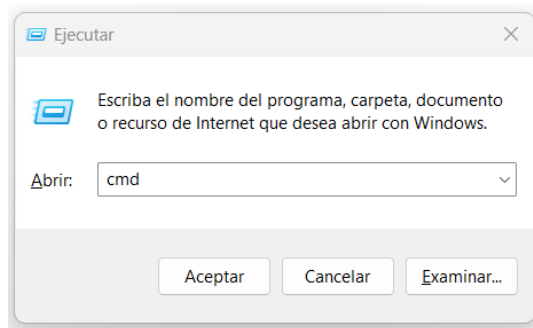 Ejecutar
Escriba el nombre del programa, carpeta, documento
o recurso de Internet que desea abrir con Windows.
Abrir: cmd
Aceptar Cancelar Examinar...